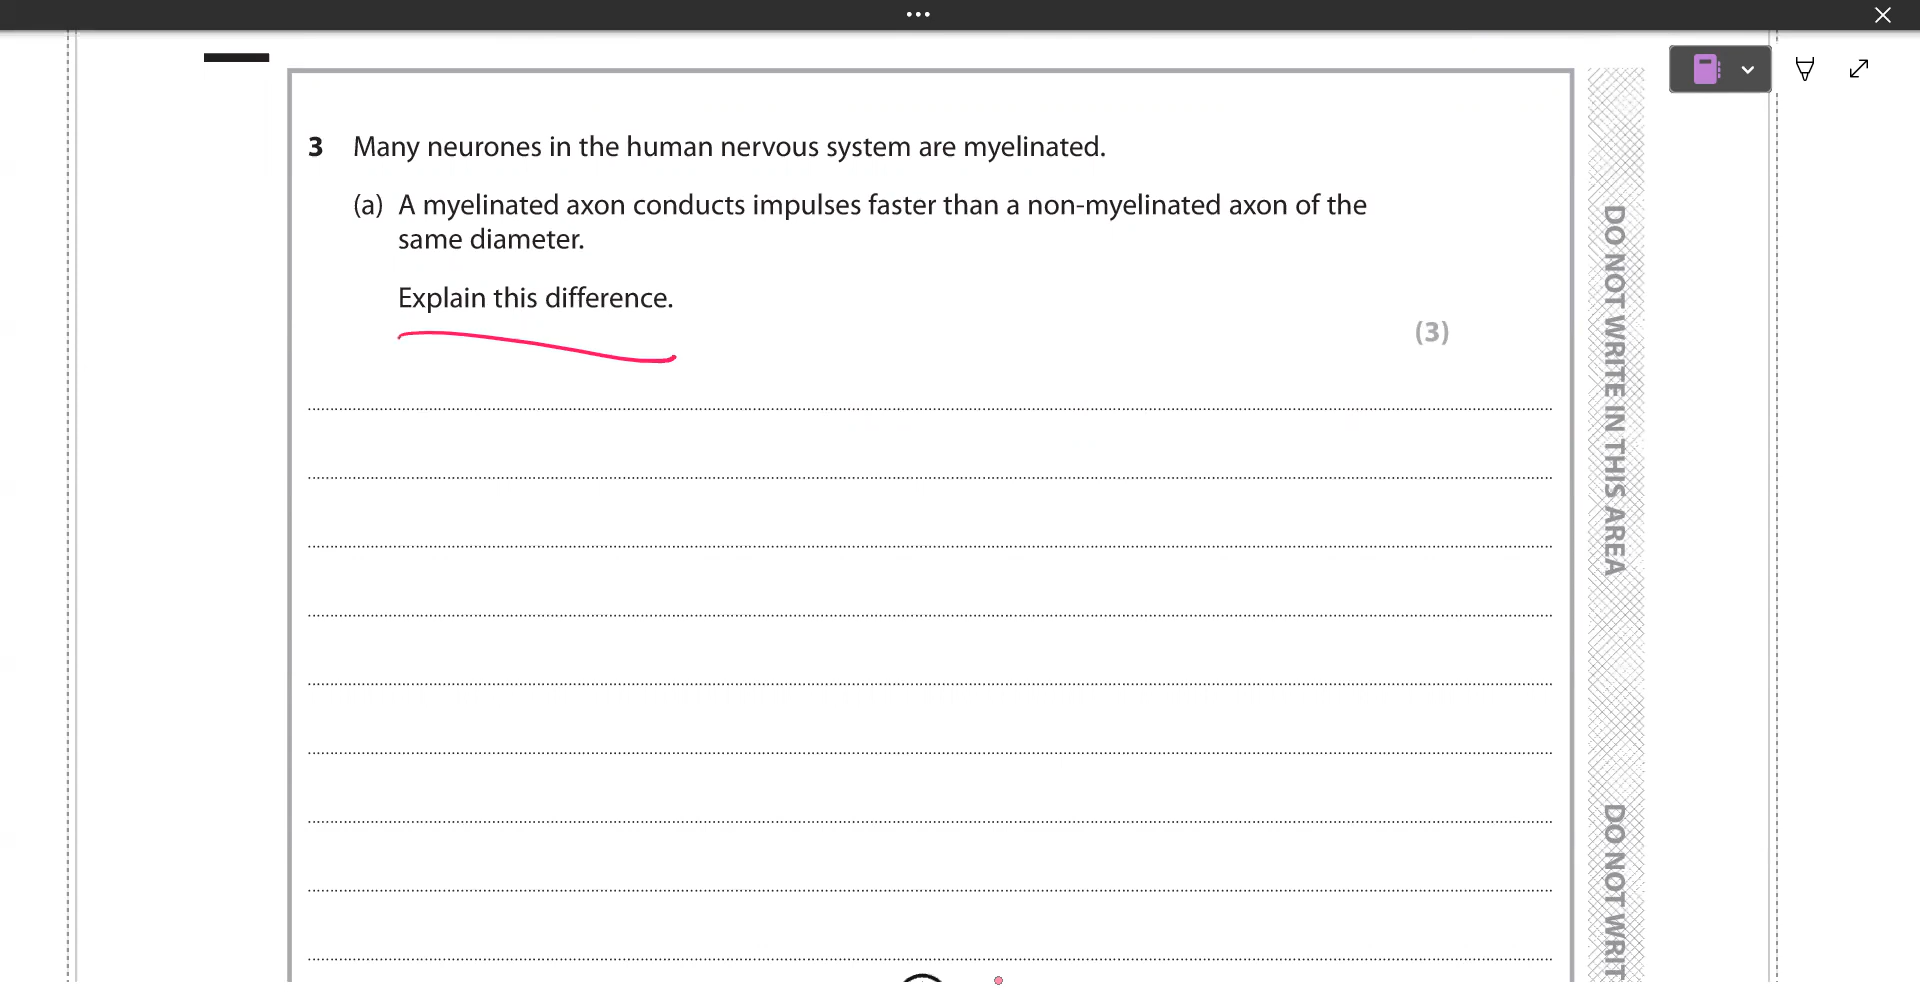 3 Many neurones in the human nervous system are myelinated.
(a) A myelinated axon conducts impulses faster than a non-myelinated axon of the
same diameter.
Explain this difference.
(3)
DO NOT WRITE IN THIS AREA
DO NOT WRIT